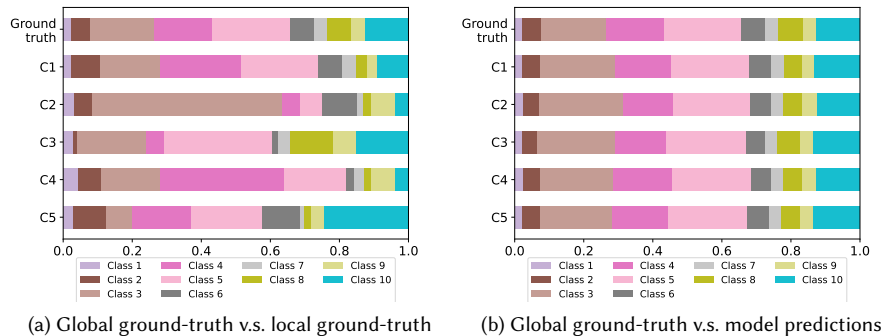 Ground
truth
C1
C2
C3
C4
C5
0.0 0.2 0.4 0.6 0.8 1.0
Class 1 Class 4 Class 7 Class 9
Class 2 Class 5 Class 8 Class 10
Class 3 Class 6
(a) Global ground-truth v.s. local ground-truth
Ground
truth
C1
C2
C3
C4
C5
0.0 0.2 0.4 0.6 0.8 1.0
Class 1 Class 4 Class 7 Class 9
Class 2 Class 5 Class 8 Class 10
Class 3 Class 6
(b) Global ground-truth v.s. model predictions